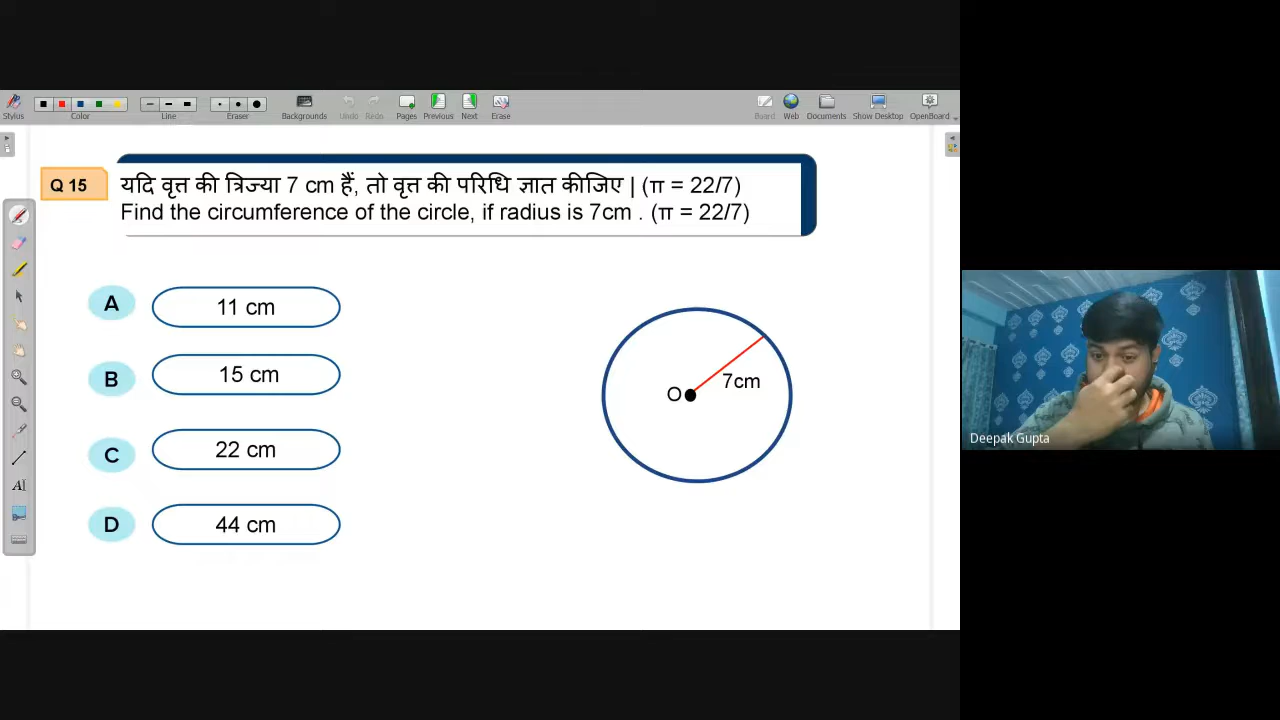 Stylus
Color
Line
Eraser
Backgrounds
Undo
Redo
Pages
Previous
Next
Erase
Board
Web
Documents
Show Desktop
OpenBoard
Q 15
यदि वृत्त की त्रिज्या 7 cm हैं, तो वृत्त की परिधि ज्ञात कीजिए | (π = 22/7)
Find the circumference of the circle, if radius is 7cm . (π = 22/7)
A
11 cm
B
15 cm
C
22 cm
D
44 cm
O
7cm
AI
Deepak Gupta